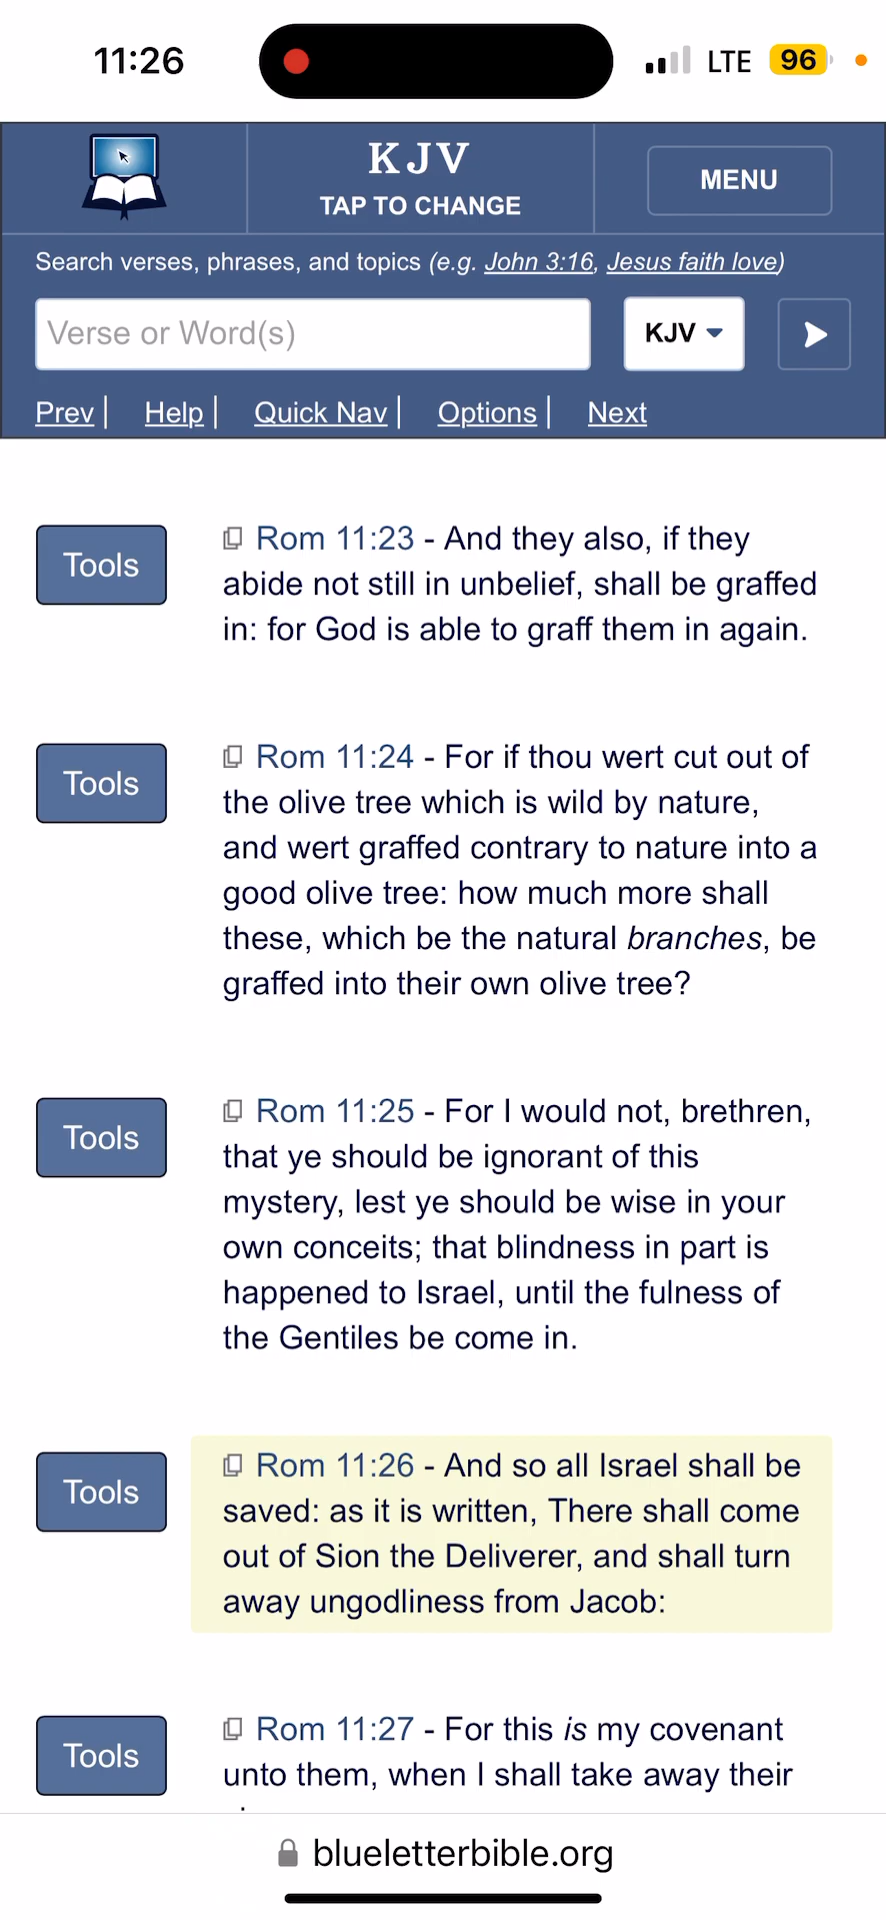 11:26
LTE 96
KJV
TAP TO CHANGE
MENU
Search verses, phrases, and topics (e.g. John 3:16, Jesus faith love)
Verse or Word(s)
KJV
Prev | Help | Quick Nav | Options | Next
Tools
Rom 11:23 - And they also, if they
abide not still in unbelief, shall be graffed
in: for God is able to graff them in again.
Tools
Rom 11:24 - For if thou wert cut out of
the olive tree which is wild by nature,
and wert graffed contrary to nature into a
good olive tree: how much more shall
these, which be the natural branches, be
graffed into their own olive tree?
Tools
Rom 11:25 - For I would not, brethren,
that ye should be ignorant of this
mystery, lest ye should be wise in your
own conceits; that blindness in part is
happened to Israel, until the fulness of
the Gentiles be come in.
Tools
Rom 11:26 - And so all Israel shall be
saved: as it is written, There shall come
out of Sion the Deliverer, and shall turn
away ungodliness from Jacob:
Tools
Rom 11:27 - For this is my covenant
unto them, when I shall take away their
blueletterbible.org